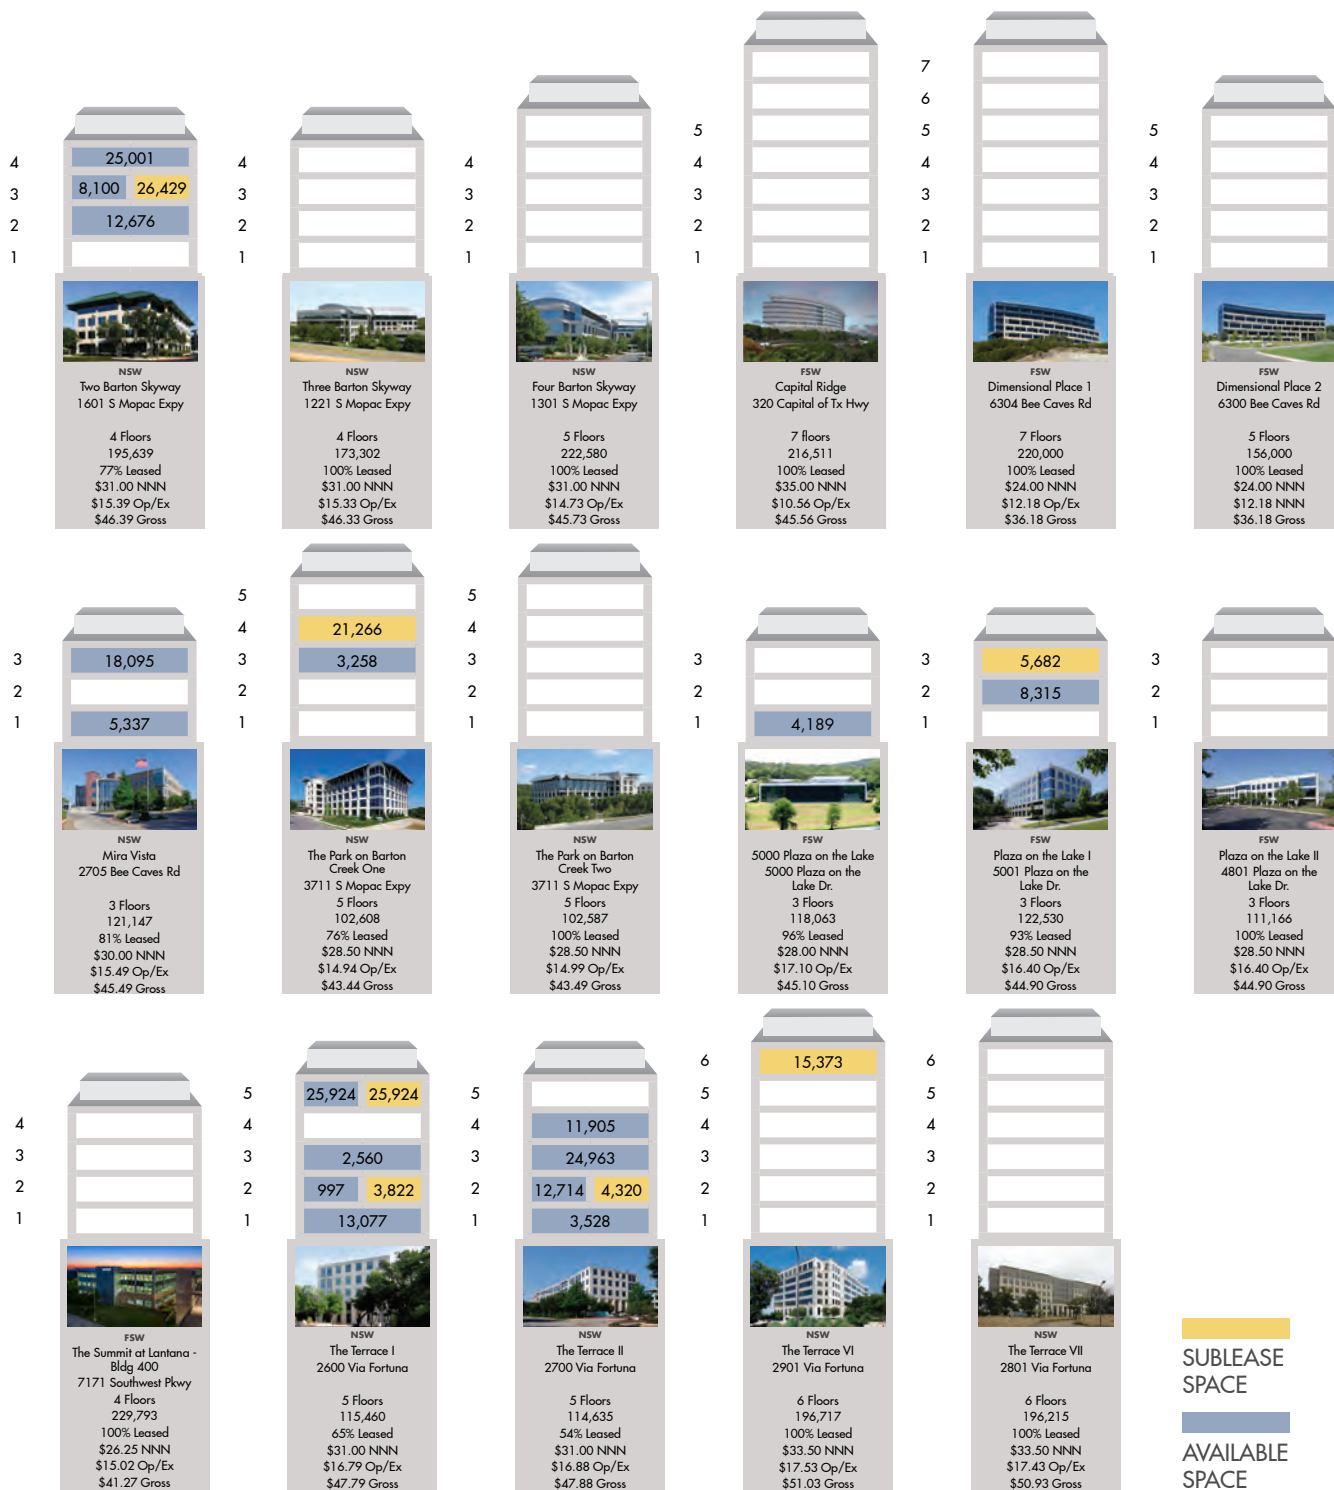 4
3
2
1
25,001
8,100 26,429
12,676
NSW
Two Barton Skyway
1601 S Mopac Expy
4 Floors
195,639
77% Leased
$31.00 NNN
$15.39 Op/Ex
$46.39 Gross
4
3
2
1
NSW
Three Barton Skyway
1221 S Mopac Expy
4 Floors
173,302
100% Leased
$31.00 NNN
$15.33 Op/Ex
$46.33 Gross
4
3
2
1
NSW
Four Barton Skyway
1301 S Mopac Expy
5 Floors
222,580
100% Leased
$31.00 NNN
$14.73 Op/Ex
$45.73 Gross
5
4
3
2
1
FSW
Capital Ridge
320 Capital of Tx Hwy
7 floors
216,511
100% Leased
$35.00 NNN
$10.56 Op/Ex
$45.56 Gross
7
6
5
4
3
2
1
FSW
Dimensional Place 1
6304 Bee Caves Rd
7 Floors
220,000
100% Leased
$24.00 NNN
$12.18 Op/Ex
$36.18 Gross
5
4
3
2
1
FSW
Dimensional Place 2
6300 Bee Caves Rd
5 Floors
156,000
100% Leased
$24.00 NNN
$12.18 NNN
$36.18 Gross
3
2
1
18,095
5,337
NSW
Mira Vista
2705 Bee Caves Rd
3 Floors
121,147
81% Leased
$30.00 NNN
$15.49 Op/Ex
$45.49 Gross
5
4
3
2
1
21,266
3,258
NSW
The Park on Barton
Creek One
3711 S Mopac Expy
5 Floors
102,608
76% Leased
$28.50 NNN
$14.94 Op/Ex
$43.44 Gross
5
4
3
2
1
NSW
The Park on Barton
Creek Two
3711 S Mopac Expy
5 Floors
102,587
100% Leased
$28.50 NNN
$14.99 Op/Ex
$43.49 Gross
3
2
1
4,189
FSW
5000 Plaza on the Lake
5000 Plaza on the
Lake Dr.
3 Floors
118,063
96% Leased
$28.00 NNN
$17.10 Op/Ex
$45.10 Gross
3
2
1
5,682
8,315
FSW
Plaza on the Lake I
5001 Plaza on the
Lake Dr.
3 Floors
122,530
93% Leased
$28.50 NNN
$16.40 Op/Ex
$44.90 Gross
3
2
1
FSW
Plaza on the Lake II
4801 Plaza on the
Lake Dr.
3 Floors
111,166
100% Leased
$28.50 NNN
$16.40 Op/Ex
$44.90 Gross
4
3
2
1
FSW
The Summit at Lantana -
Bldg 400
7171 Southwest Pkwy
4 Floors
229,793
100% Leased
$26.25 NNN
$15.02 Op/Ex
$41.27 Gross
5
4
3
2
1
25,924 25,924
2,560
997 3,822
13,077
NSW
The Terrace I
2600 Via Fortuna
5 Floors
115,460
65% Leased
$31.00 NNN
$16.79 Op/Ex
$47.79 Gross
5
4
3
2
1
11,905
24,963
12,714 4,320
3,528
NSW
The Terrace II
2700 Via Fortuna
5 Floors
114,635
54% Leased
$31.00 NNN
$16.88 Op/Ex
$47.88 Gross
6
5
4
3
2
1
15,373
NSW
The Terrace VI
2901 Via Fortuna
6 Floors
196,717
100% Leased
$33.50 NNN
$17.53 Op/Ex
$51.03 Gross
6
5
4
3
2
1
NSW
The Terrace VII
2801 Via Fortuna
6 Floors
196,215
100% Leased
$33.50 NNN
$17.43 Op/Ex
$50.93 Gross
SUBLEASE
SPACE
AVAILABLE
SPACE